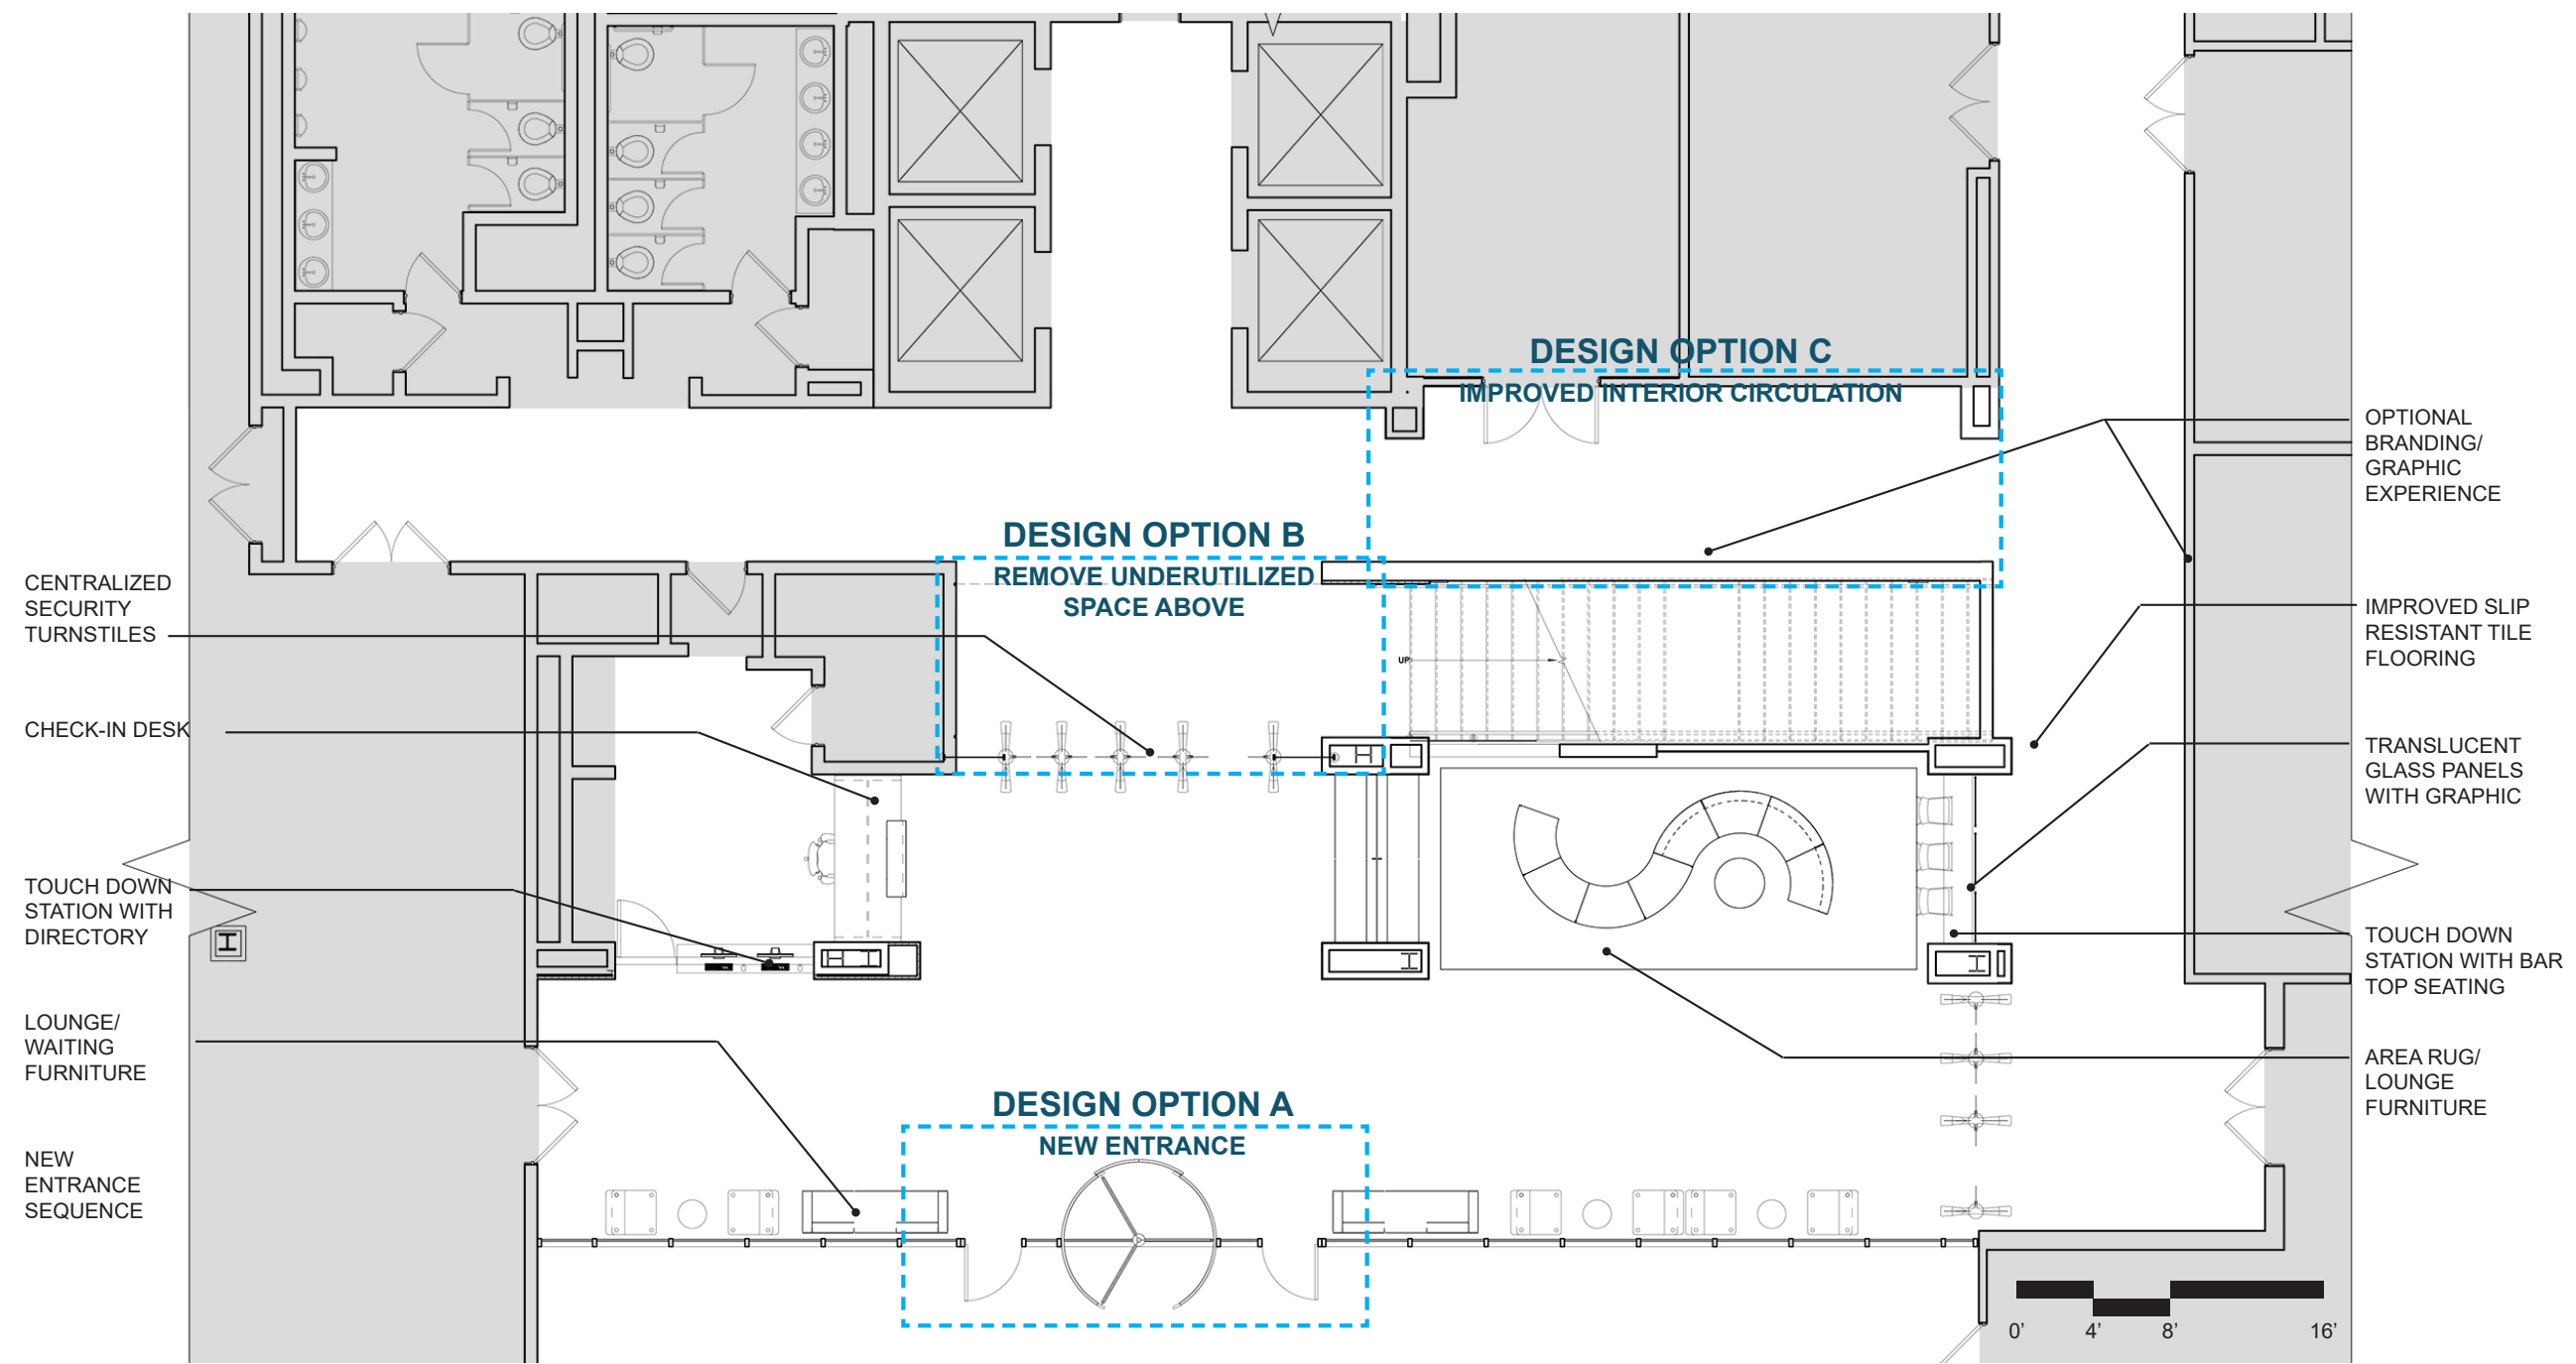 DESIGN OPTION C
IMPROVED INTERIOR CIRCULATION
DESIGN OPTION B
REMOVE UNDERUTILIZED
SPACE ABOVE
DESIGN OPTION A
NEW ENTRANCE
CENTRALIZED
SECURITY
TURNSTILES
CHECK-IN DESK
TOUCH DOWN
STATION WITH
DIRECTORY
LOUNGE/
WAITING
FURNITURE
NEW
ENTRANCE
SEQUENCE
UP
OPTIONAL
BRANDING/
GRAPHIC
EXPERIENCE
IMPROVED SLIP
RESISTANT TILE
FLOORING
TRANSLUCENT
GLASS PANELS
WITH GRAPHIC
TOUCH DOWN
STATION WITH BAR
TOP SEATING
AREA RUG/
LOUNGE
FURNITURE
0’ 4’ 8’ 16’